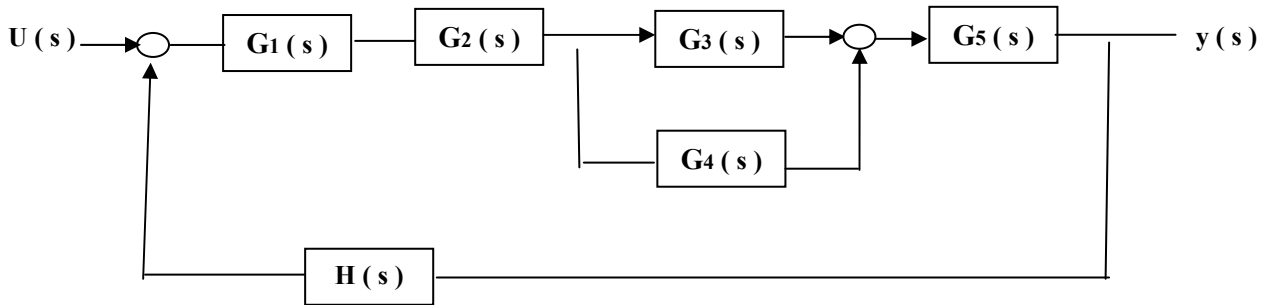 U ( s )
G1 ( s )
G2 ( s )
G3 ( s )
G5 ( s )
y ( s )
G4 ( s )
H ( s )